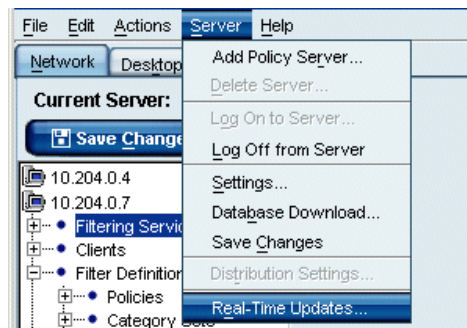 File Edit Actions Server Help
Network Desktop
Current Server:
Save Change
10.204.0.4
10.204.0.7
Filtering Servic
Clients
Filter Definition
Policies
Category Sets
Add Policy Server...
Delete Server...
Log On to Server...
Log Off from Server
Settings...
Database Download...
Save Changes
Distribution Settings...
Real-Time Updates...